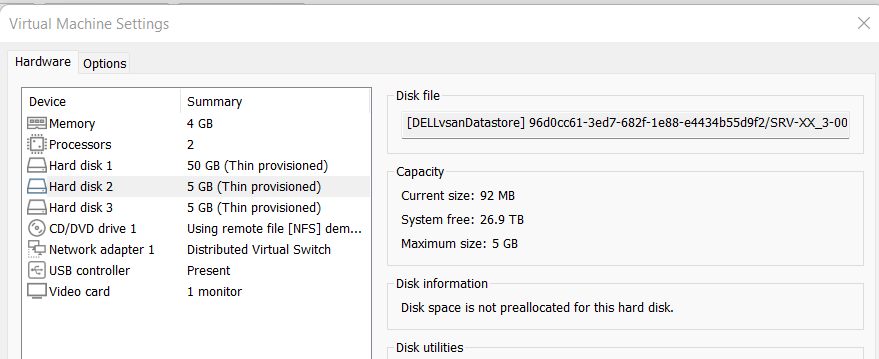 Virtual Machine Settings
Hardware Options
Device Summary
Memory 4 GB
Processors 2
Hard disk 1 50 GB (Thin provisioned)
Hard disk 2 5 GB (Thin provisioned)
Hard disk 3 5 GB (Thin provisioned)
CD/DVD drive 1 Using remote file [NFS] dem...
Network adapter 1 Distributed Virtual Switch
USB controller Present
Video card 1 monitor
Disk file
[DELLvsanDatastore] 96d0cc61-3ed7-682f-1e88-e4434b55d9f2/SRV-XX_3-00
Capacity
Current size: 92 MB
System free: 26.9 TB
Maximum size: 5 GB
Disk information
Disk space is not preallocated for this hard disk.
Disk utilities